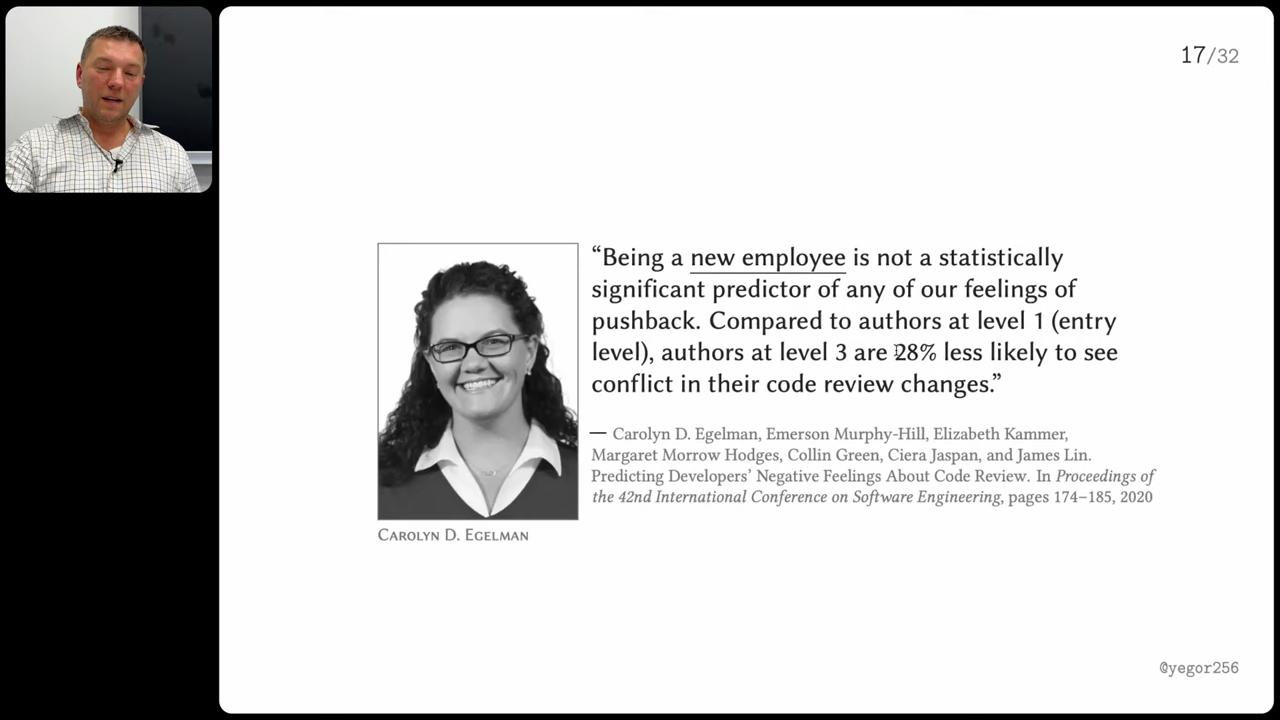 17/32
“Being a new employee is not a statistically
significant predictor of any of our feelings of
pushback. Compared to authors at level 1 (entry
level), authors at level 3 are 28% less likely to see
conflict in their code review changes.”
— Carolyn D. Egelman, Emerson Murphy-Hill, Elizabeth Kammer,
Margaret Morrow Hodges, Collin Green, Ciera Jaspan, and James Lin.
Predicting Developers’ Negative Feelings About Code Review. In Proceedings of
the 42nd International Conference on Software Engineering, pages 174–185, 2020
Carolyn D. Egelman
@yegor256